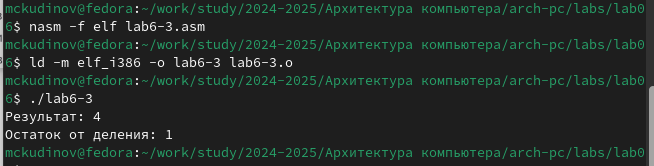 mckudinov@fedora:~/work/study/2024-2025/Архитектура компьютера/arch-pc/labs/lab0
6$ nasm -f elf lab6-3.asm
mckudinov@fedora:~/work/study/2024-2025/Архитектура компьютера/arch-pc/labs/lab0
6$ ld -m elf_i386 -o lab6-3 lab6-3.o
mckudinov@fedora:~/work/study/2024-2025/Архитектура компьютера/arch-pc/labs/lab0
6$ ./lab6-3
Результат: 4
Остаток от деления: 1
mckudinov@fedora:~/work/study/2024-2025/Архитектура компьютера/arch-pc/labs/lab0